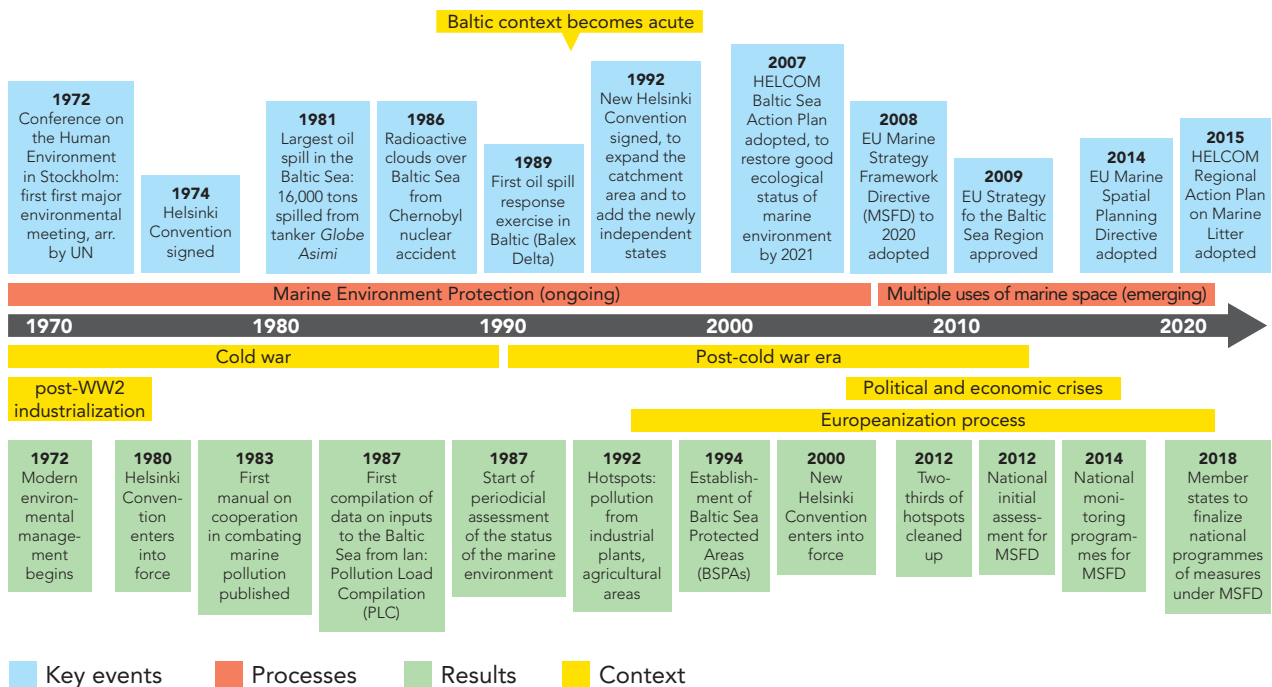 Baltic context becomes acute
1972
Conference on
the Human
Environment
in Stockholm:
first first major
environmental
meeting, arr.
by UN
1974
Helsinki
Convention
signed
1981
Largest oil
spill in the
Baltic Sea:
16,000 tons
spilled from
tanker Globe
Asimi
1986
Radioactive
clouds over
Baltic Sea
from
Chernobyl
nuclear
accident
1989
First oil spill
response
exercise in
Baltic (Balex
Delta)
1992
New Helsinki
Convention
signed, to
expand the
catchment
area and to
add the newly
independent
states
2007
HELCOM
Baltic Sea
Action Plan
adopted, to
restore good
ecological
status of
marine
environment
by 2021
2008
EU Marine
Strategy
Framework
Directive
(MSFD) to
2020
adopted
2009
EU Strategy
fo the Baltic
Sea Region
approved
2014
EU Marine
Spatial
Planning
Directive
adopted
2015
HELCOM
Regional
Action Plan
on Marine
Litter
adopted
Marine Environment Protection (ongoing)
Multiple uses of marine space (emerging)
1970 1980 1990 2000 2010 2020
Cold war
Post-cold war era
post-WW2
industrialization
Political and economic crises
Europeanization process
1972
Modern
environ-
mental
manage-
ment
begins
1980
Helsinki
Conven-
tion
enters
into
force
1983
First
manual on
cooperation
in combating
marine
pollution
published
1987
First
compilation of
data on inputs
to the Baltic
Sea from lan:
Pollution Load
Compilation
(PLC)
1987
Start of
periodicial
assessment
of the status
of the marine
environment
1992
Hotspots:
pollution
from
industrial
plants,
agricultural
areas
1994
Establish-
ment of
Baltic Sea
Protected
Areas
(BSPAs)
2000
New
Helsinki
Convention
enters into
force
2012
Two-
thirds of
hotspots
cleaned
up
2012
National
initial
assess-
ment for
MSFD
2014
National
moni-
toring
program-
mes for
MSFD
2018
Member
states to
finalize
national
programmes
of measures
under MSFD
Key events
Processes
Results
Context